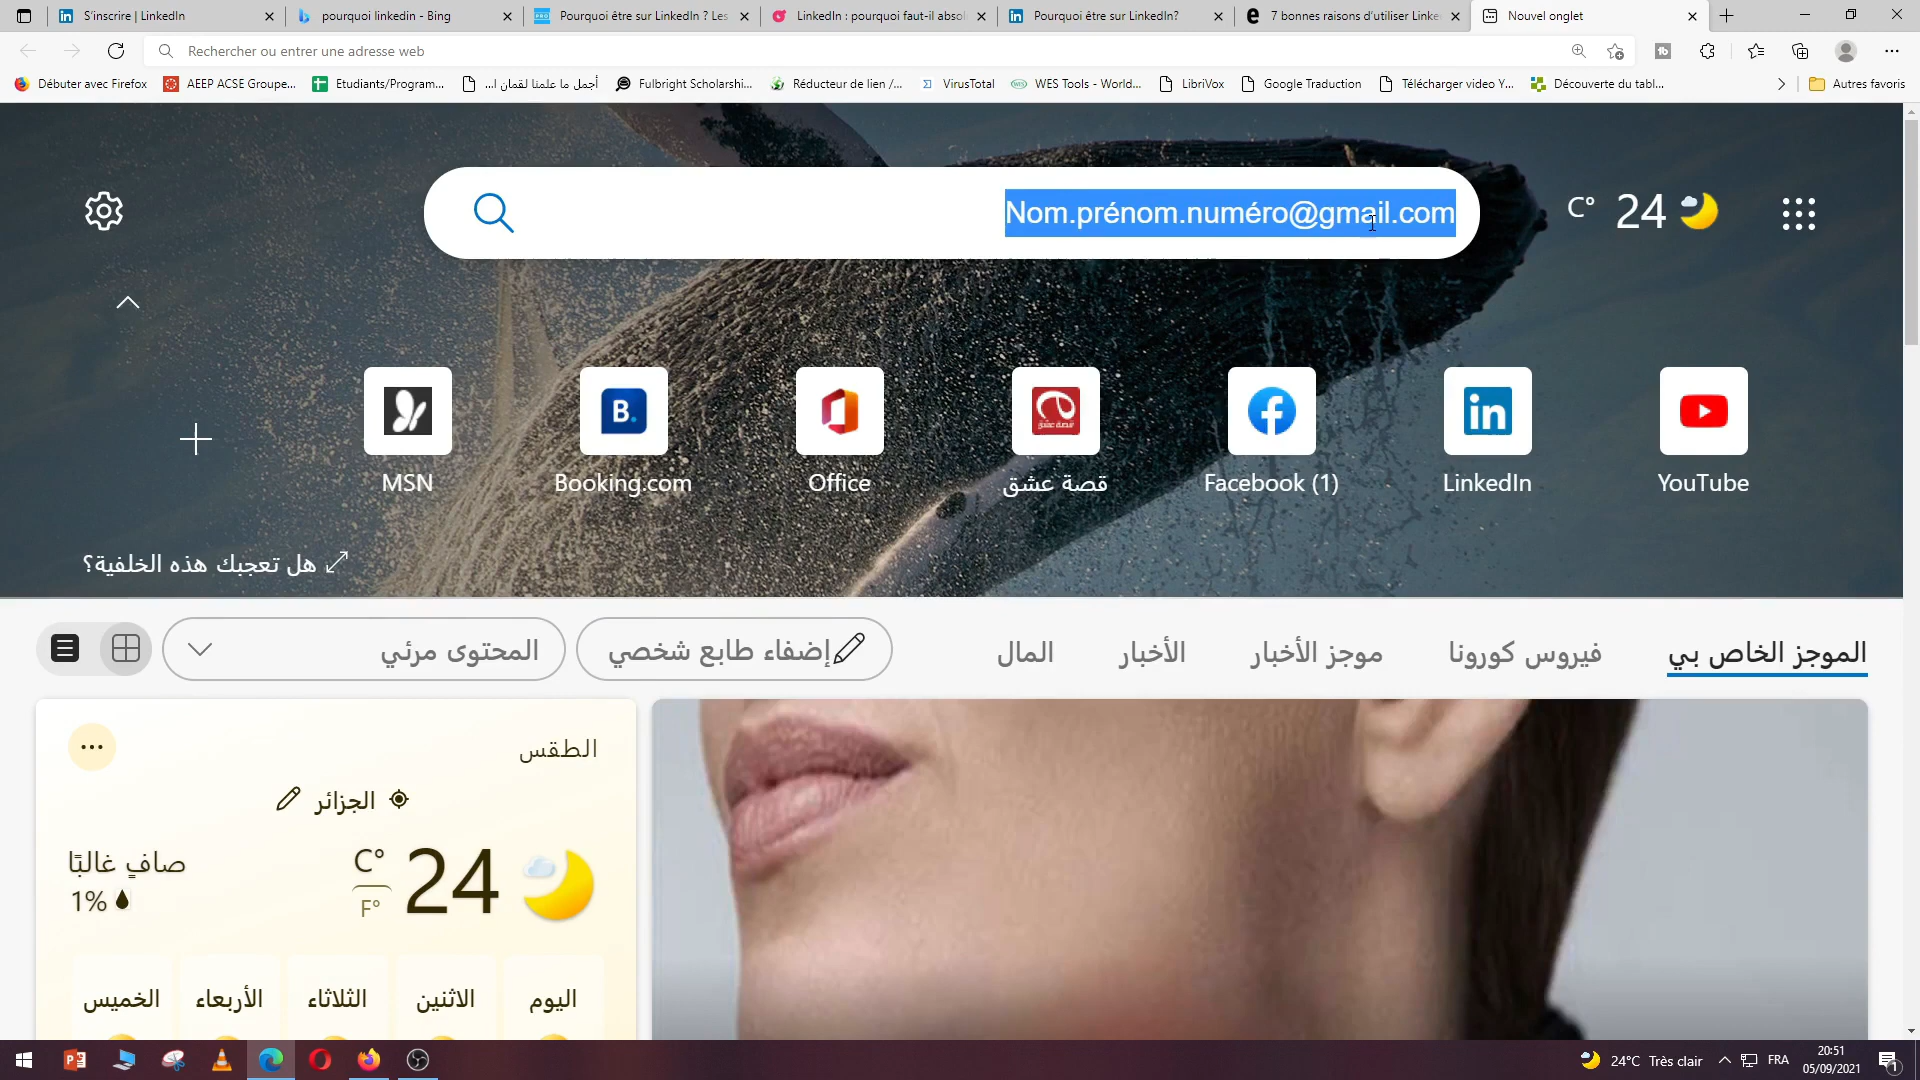 S'inscrire | LinkedIn
pourquoi linkedin - Bing
Pourquoi être sur LinkedIn ? Les
LinkedIn : pourquoi faut-il absol
Pourquoi être sur LinkedIn?
7 bonnes raisons d'utiliser Linke
Nouvel onglet
Rechercher ou entrer une adresse web
Débuter avec Firefox
AEEP ACSE Groupe...
Etudiants/Program...
أجمل ما علمنا لقمان ا...
Fulbright Scholarshi...
Réducteur de lien /...
VirusTotal
WES Tools - World...
LibriVox
Google Traduction
Télécharger video Y...
Découverte du tabl...
Autres favoris
Nom.prénom.numéro@gmail.com
C° 24
MSN
Booking.com
Office
قصة عشق
Facebook (1)
LinkedIn
YouTube
هل تعجبك هذه الخلفية؟
الموجز الخاص بي
فيروس كورونا
موجز الأخبار
الأخبار
المال
إضفاء طابع شخصي
المحتوى مرئي
الطقس
الجزائر
24 C°
F°
صافٍ غالبًا
1%
اليوم
الاثنين
الثلاثاء
الأربعاء
الخميس
24°C Très clair
FRA
20:51
05/09/2021
1